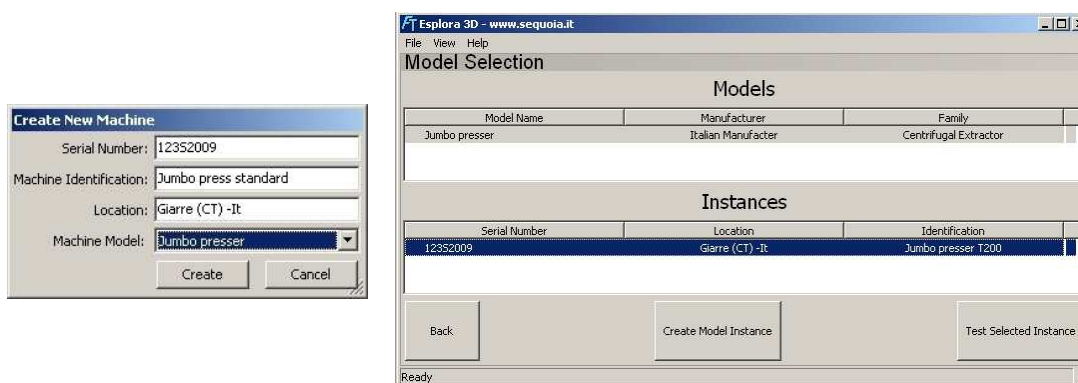 Create New Machine
Serial Number: 123S2009
Machine Identification: Jumbo press standard
Location: Giarre (CT) -It
Machine Model: Jumbo presser
Create Cancel
Esplora 3D - www.sequoia.it
File View Help
Model Selection
Models
Model Name Manufacturer Family
Jumbo presser Italian Manufacter Centrifugal Extractor
Instances
Serial Number Location Identification
123S2009 Giarre (CT) -It Jumbo presser T200
Back Create Model Instance Test Selected Instance
Ready